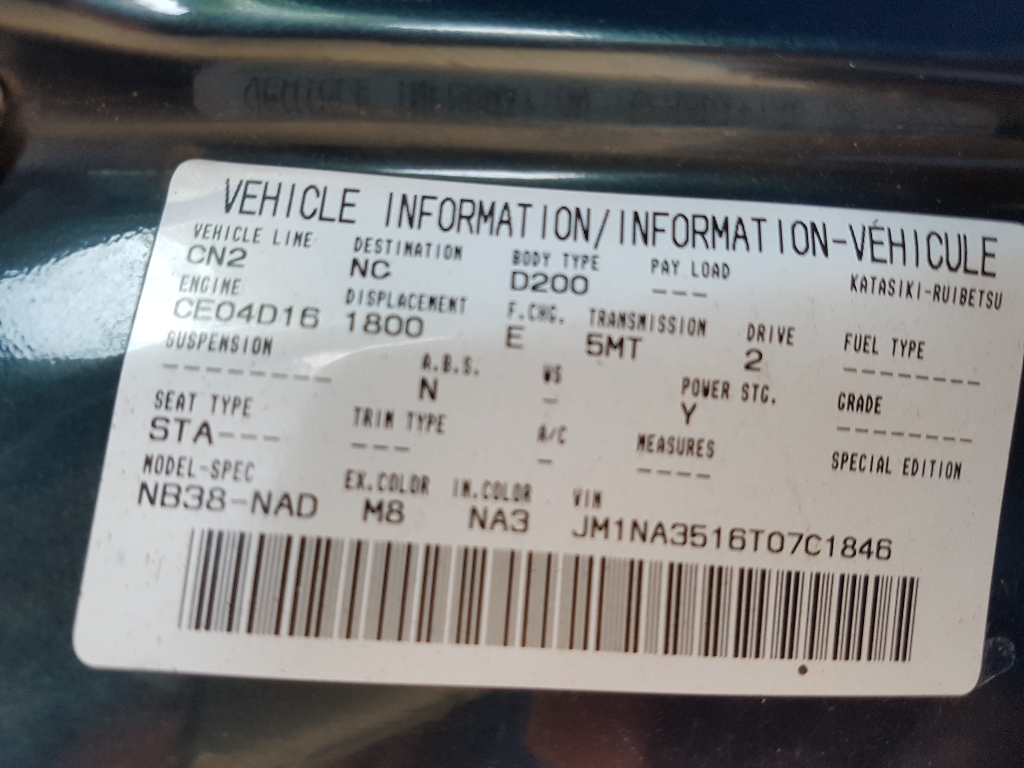 VEHICLE INFORMATION/INFORMATION-VÉHICULE
VEHICLE LINE DESTINATION BODY TYPE PAY LOAD KATASIKI-RUIBETSU
CN2 NC D200 ---
ENGINE DISPLACEMENT F.CHG. TRANSMISSION DRIVE FUEL TYPE
CE04D16 1800 E 5MT 2 --------
SUSPENSION A.B.S. WS POWER STG. GRADE
-------- N - Y --------
SEAT TYPE TRIM TYPE A/C MEASURES SPECIAL EDITION
STA--- --- - ----
MODEL-SPEC EX.COLOR IN.COLOR VIN
NB38-NAD M8 NA3 JM1NA3516T07C1846